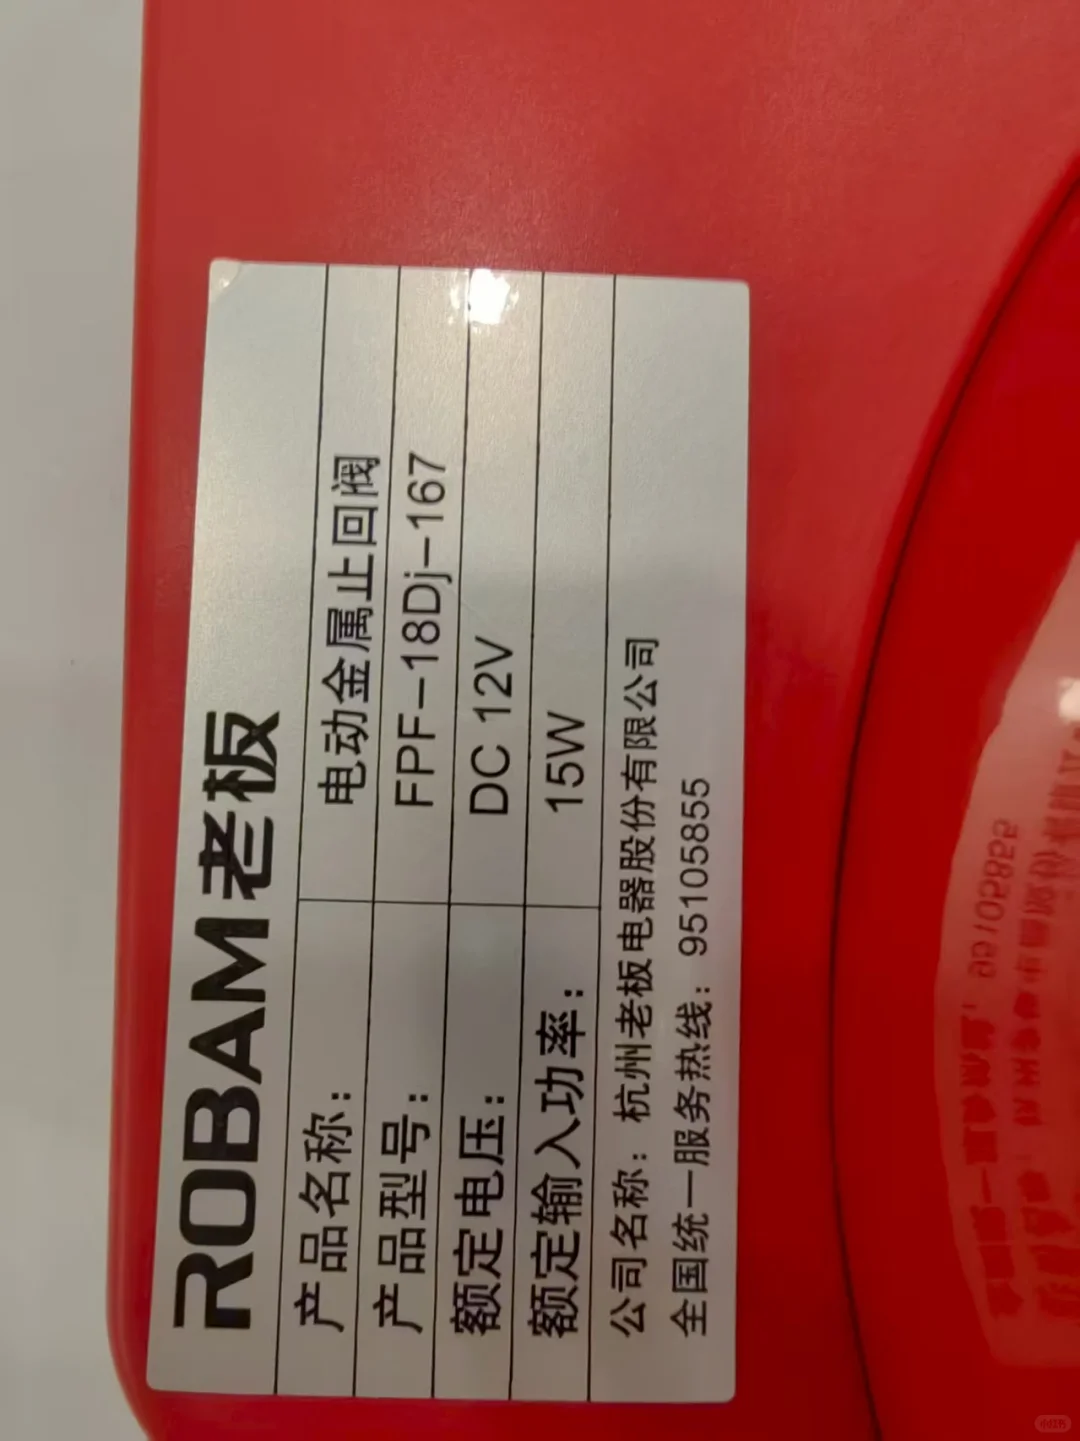 ROBAM老板
产品名称: 电动金属止回阀
产品型号: FPF-18Dj-167
额定电压: DC 12V
额定输入功率: 15W
公司名称: 杭州老板电器股份有限公司
全国统一服务热线: 95105855